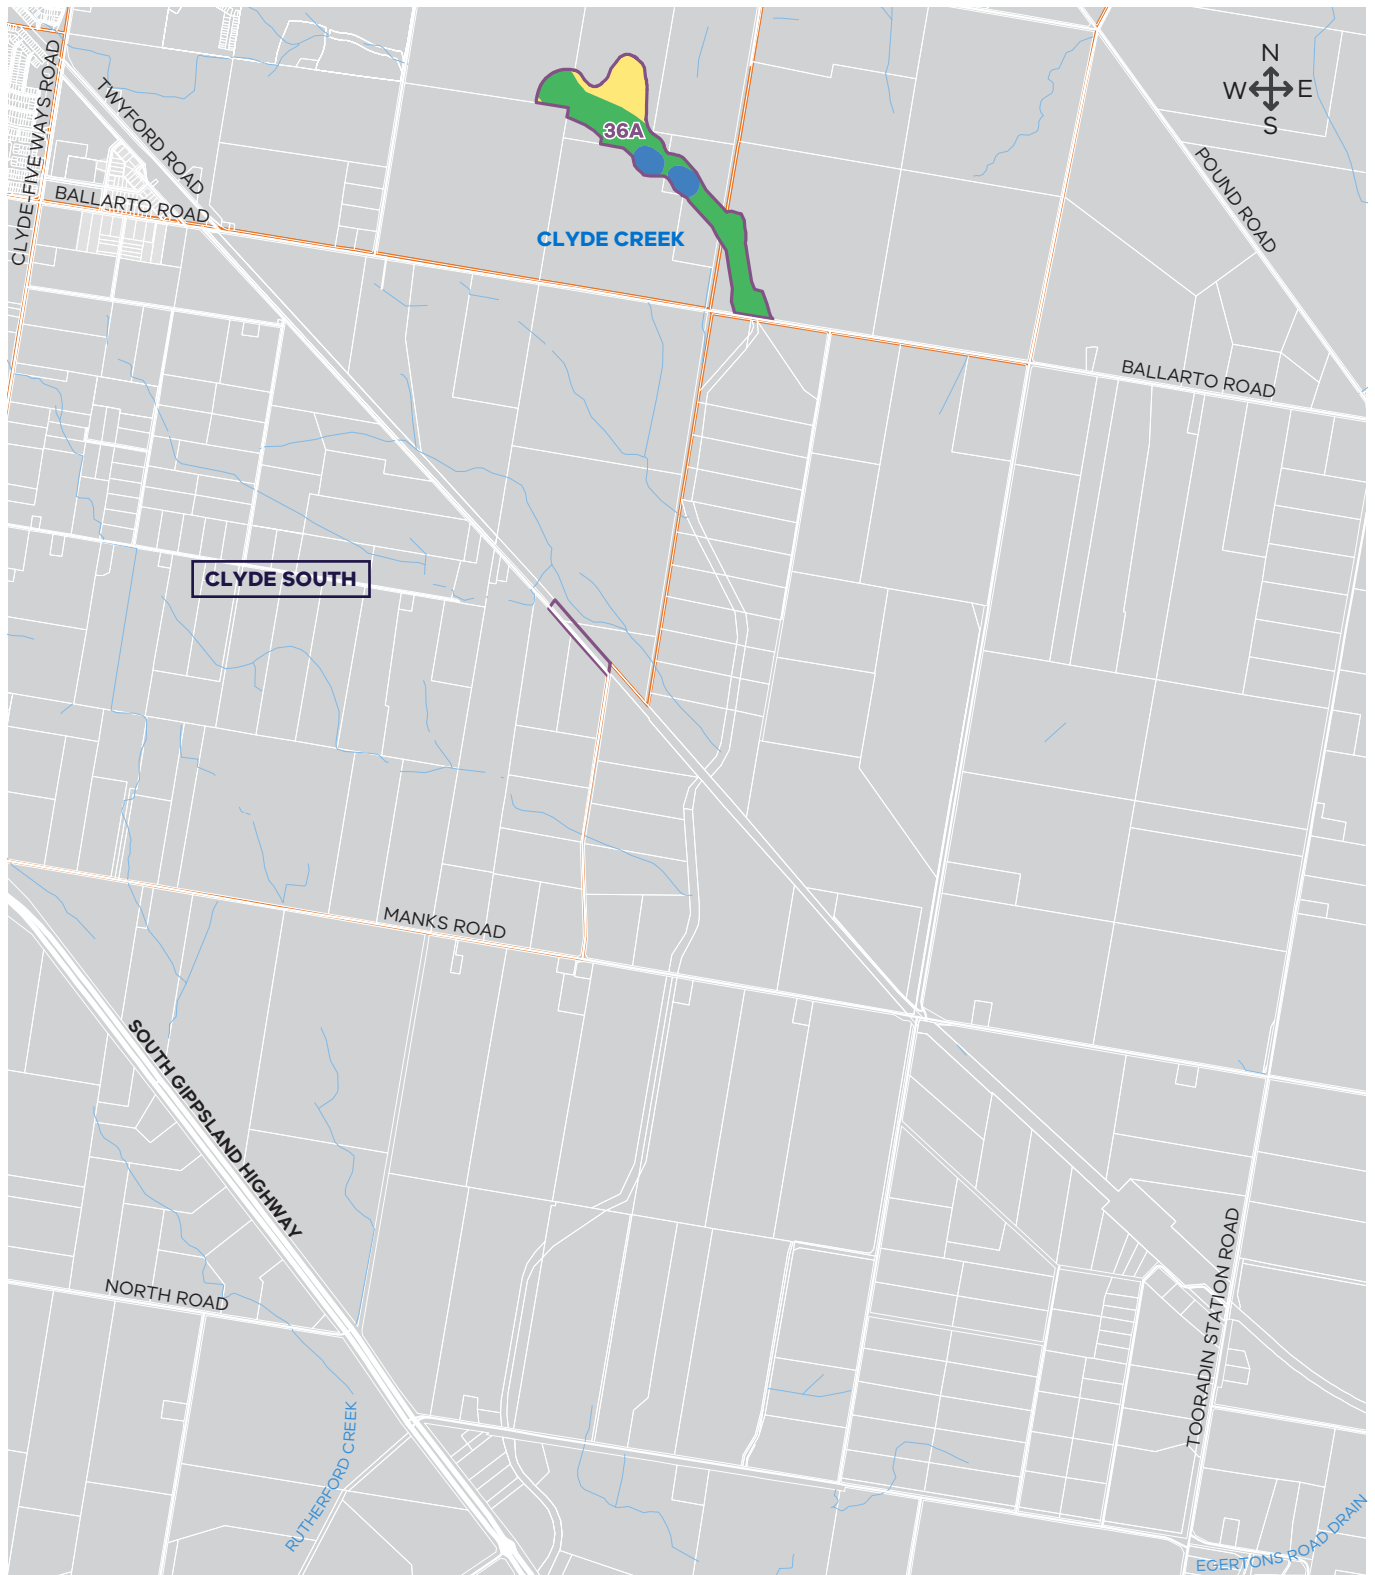 N
W E
S
CLYDE-FIVE WAYS ROAD
TWYFORD ROAD
BALLARTO ROAD
36A
POUND ROAD
CLYDE CREEK
BALLARTO ROAD
CLYDE SOUTH
MANKS ROAD
SOUTH GIPPSLAND HIGHWAY
NORTH ROAD
TOORADIN STATION ROAD
RUTHERFORD CREEK
EGERTONS ROAD DRAIN